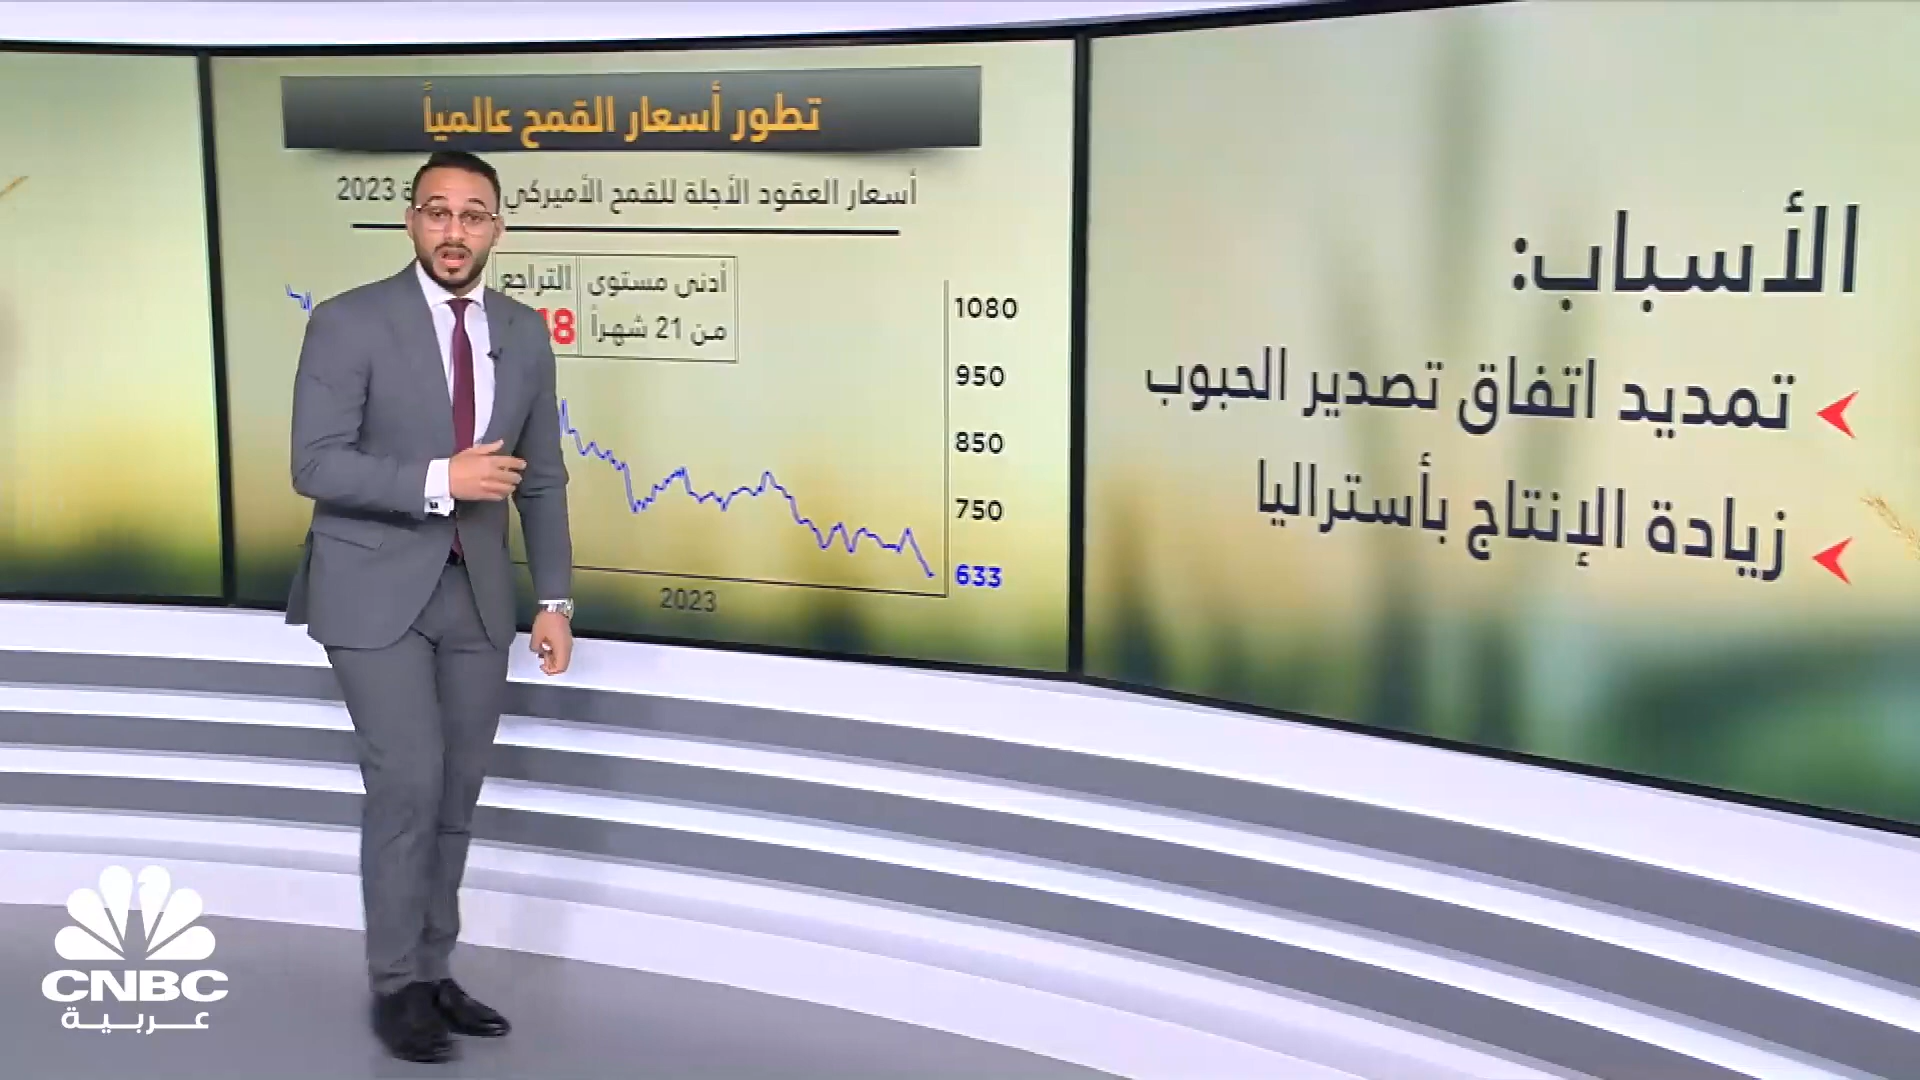 تطور أسعار القمح عالمياً
أسعار العقود الآجلة للقمح الأميركي 2023
أدنى مستوى
من 21 شهراً
التراجع
1080
950
850
750
633
2023
الأسباب:
تمديد اتفاق تصدير الحبوب
زيادة الإنتاج بأستراليا
CNBC
عربية